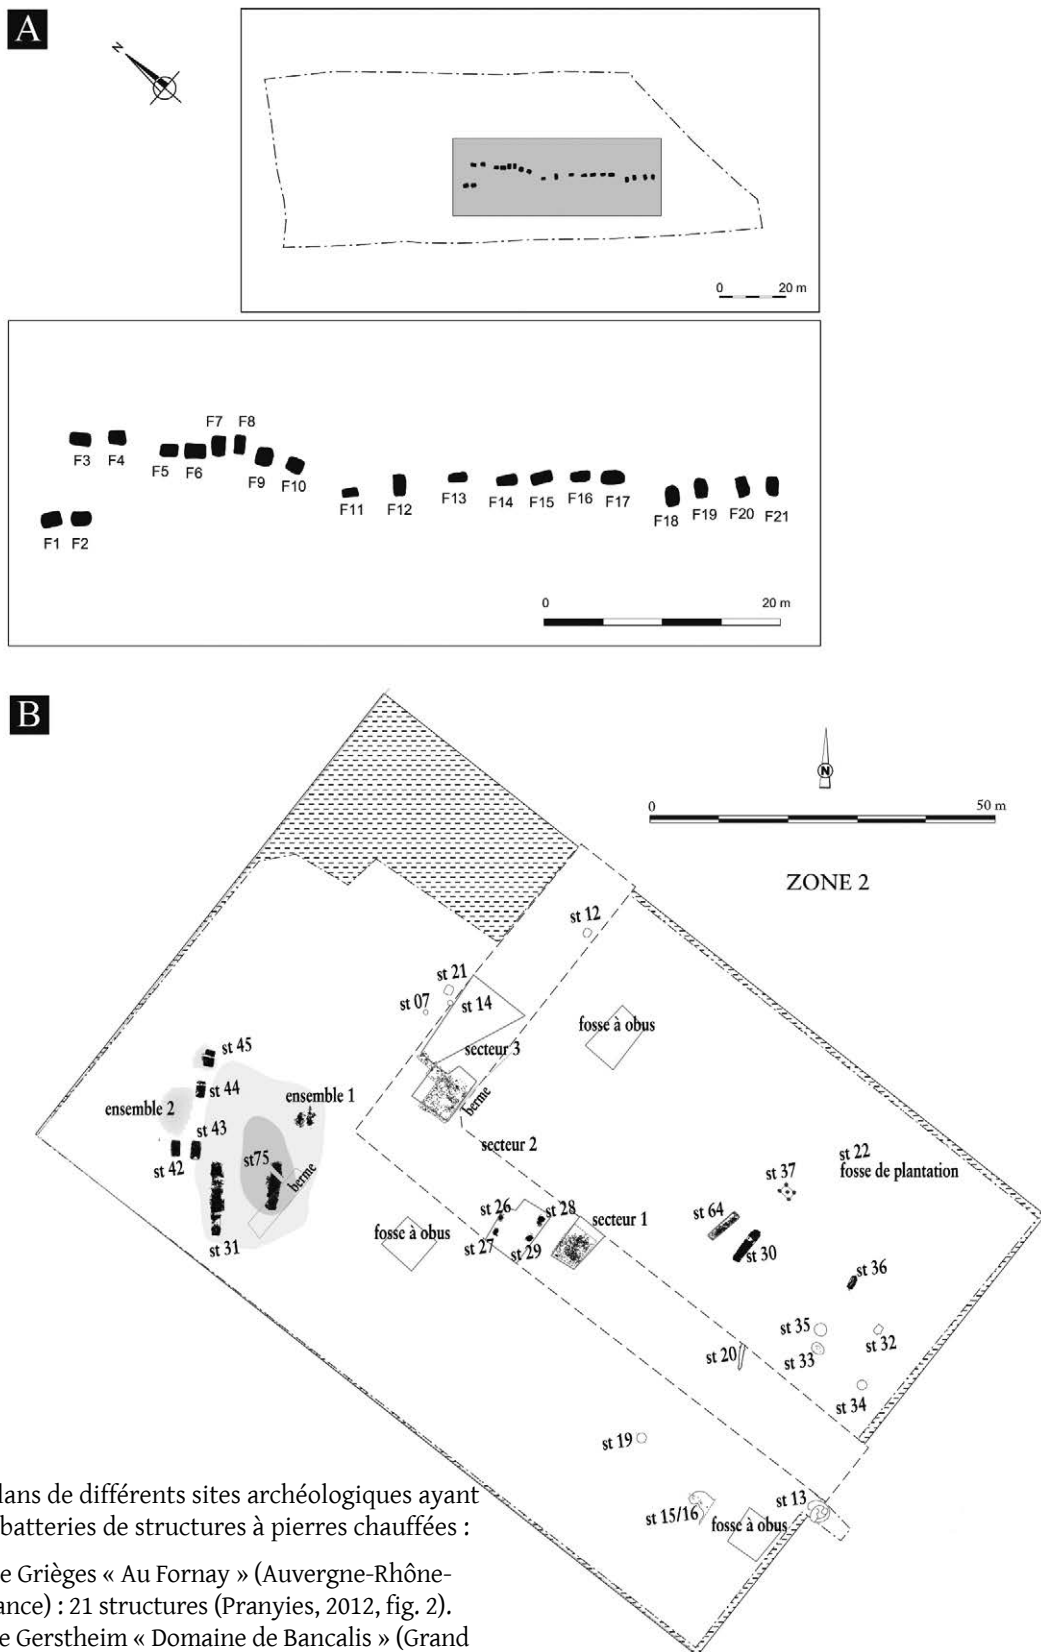 A
N
0 20 m
F7 F8
F3 F4 F5 F6 F9 F10
F11 F12 F13 F14 F15 F16 F17
F18 F19 F20 F21
F1 F2
0 20 m
B
N
0 50 m
ZONE 2
st 12
st 21
st 07
st 14
fosse à obus
secteur 3
st 45
st 44
ensemble 1
ensemble 2
berme
st 43
secteur 2
st 42
st75
berme
st 22
fosse de plantation
st 37
st 26
st 28
secteur 1
st 64
fosse à obus
st 27
st 29
st 30
st 31
st 36
st 35
st 32
st 20
st 33
st 34
st 19
st 15/16
st 13
fosse à obus
de différents sites archéologiques ayant
batteries de structures à pierres chauffées :
Grièges « Au Fornay » (Auvergne-Rhône-
: 21 structures (Pranyies, 2012, fig. 2).
Gerstheim « Domaine de Bancalis » (Grand